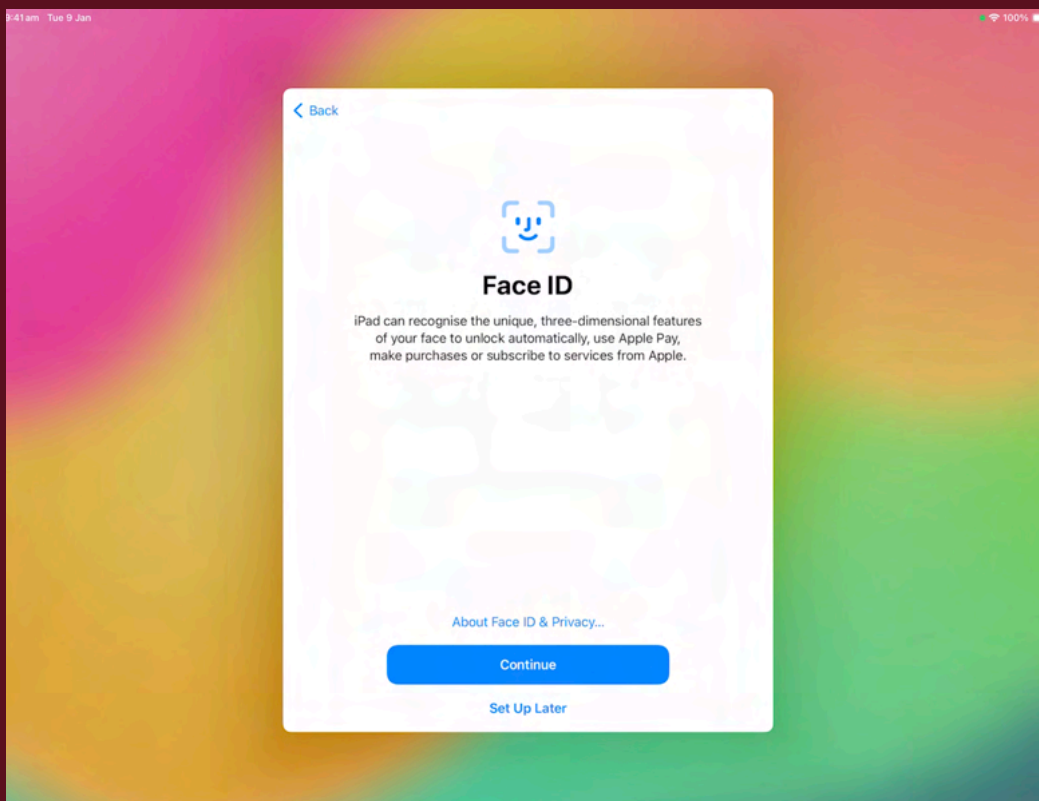 9:41am Tue 9 Jan
100%
Back
Face ID
iPad can recognise the unique, three-dimensional features
of your face to unlock automatically, use Apple Pay,
make purchases or subscribe to services from Apple.
About Face ID & Privacy...
Continue
Set Up Later